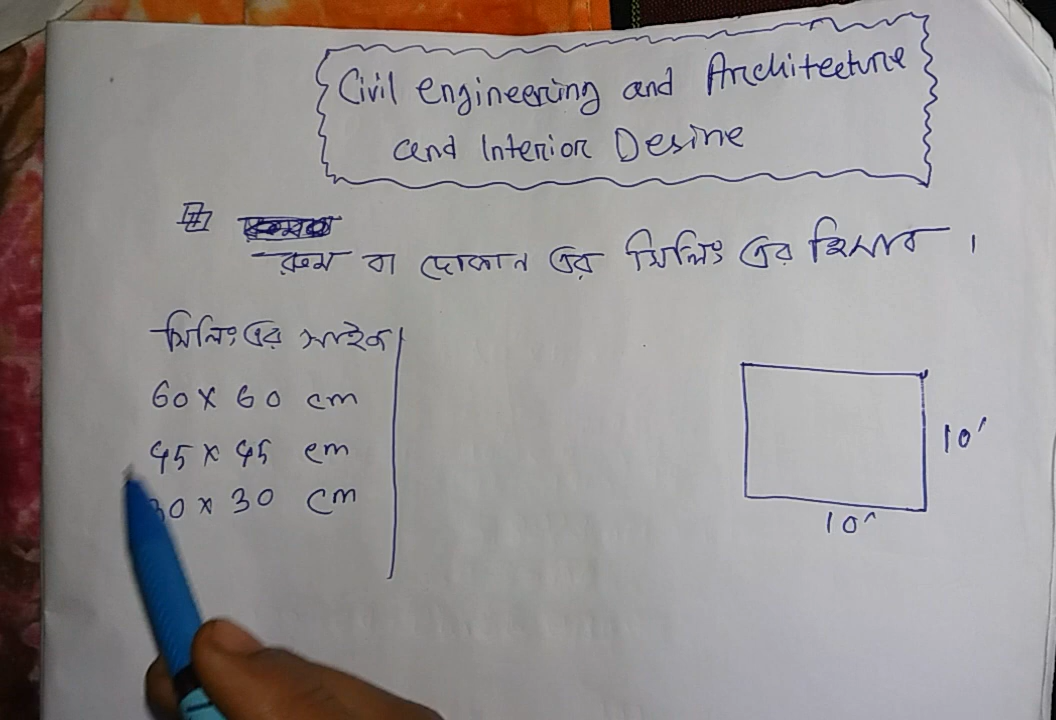 Civil engineering and Architecture
and Interior Desine
রুম বা দোকান এর সিলিং এর হিসাব ।
সিলিং এর সাইজ
60 x 60 cm
45 x 45 cm
30 x 30 cm
10'
10'